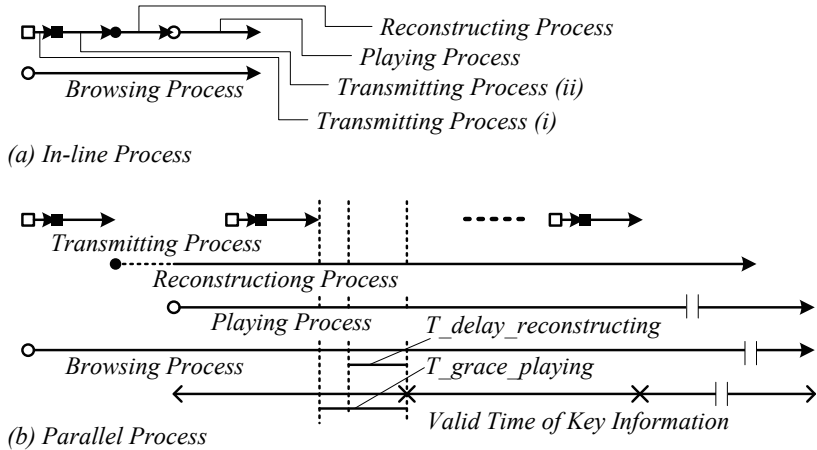 Reconstructing Process
Playing Process
Browsing Process
Transmitting Process (ii)
Transmitting Process (i)
(a) In-line Process
Transmitting Process
Reconstructiong Process
Playing Process
T_delay_reconstructing
Browsing Process
T_grace_playing
Valid Time of Key Information
(b) Parallel Process